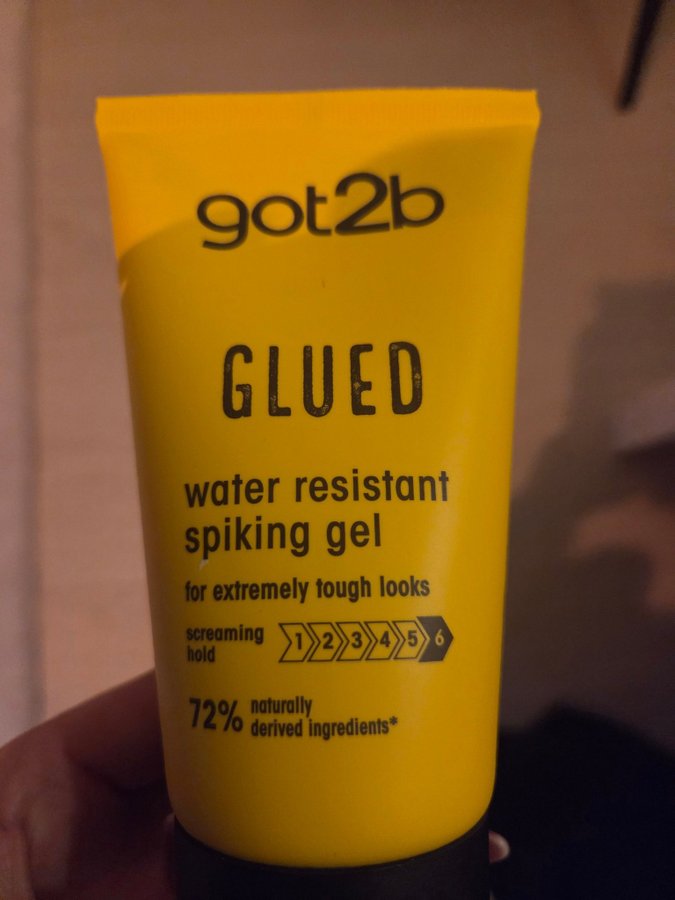 got2b
GLUED
water resistant
spiking gel
for extremely tough looks
screaming
hold
1 2 3 4 5 6
72% naturally
derived ingredients*